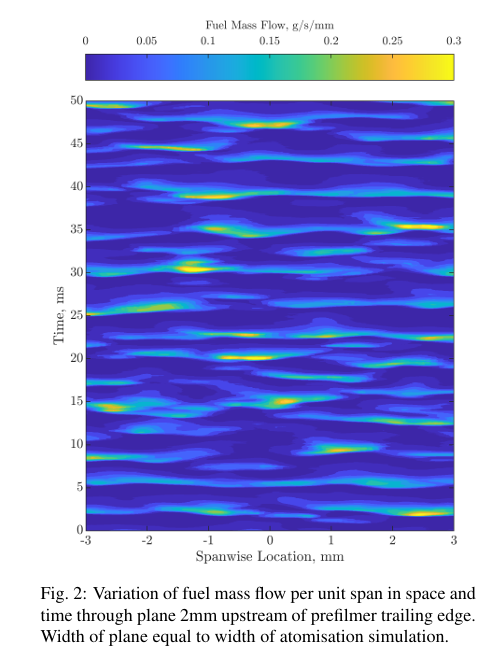 Fuel Mass Flow, g/s/mm
0 0.05 0.1 0.15 0.2 0.25 0.3
50
45
40
35
30
25
20
15
10
5
0
Time, ms
-3 -2 -1 0 1 2 3
Spanwise Location, mm
Fig. 2: Variation of fuel mass flow per unit span in space and
time through plane 2mm upstream of prefilmer trailing edge.
Width of plane equal to width of atomisation simulation.